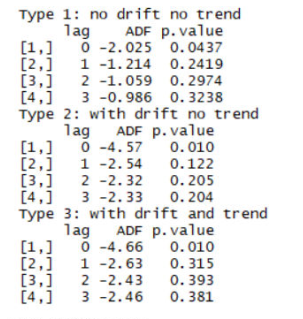 Type 1: no drift no trend
lag ADF p.value
[1,] 0 -2.025 0.0437
[2,] 1 -1.214 0.2419
[3,] 2 -1.059 0.2974
[4,] 3 -0.986 0.3238
Type 2: with drift no trend
lag ADF p.value
[1,] 0 -4.57 0.010
[2,] 1 -2.54 0.122
[3,] 2 -2.32 0.205
[4,] 3 -2.33 0.204
Type 3: with drift and trend
lag ADF p.value
[1,] 0 -4.66 0.010
[2,] 1 -2.63 0.315
[3,] 2 -2.43 0.393
[4,] 3 -2.46 0.381